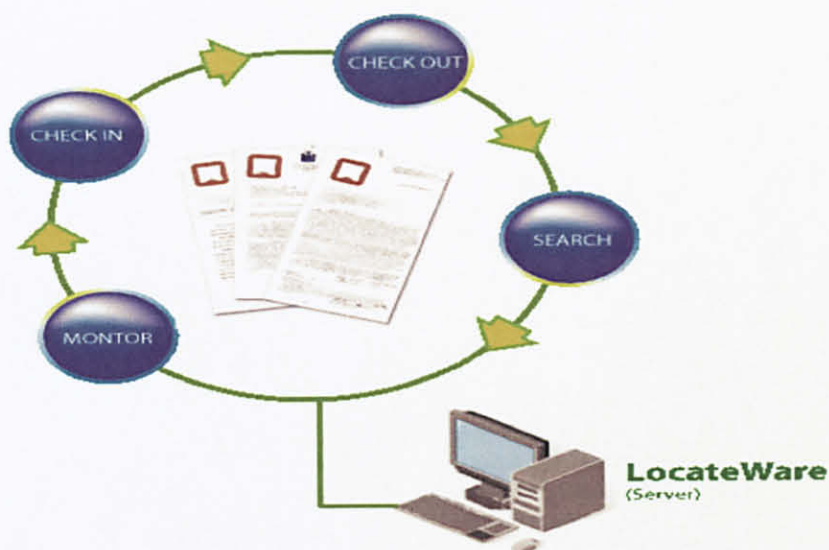 CHECK OUT
CHECK IN
SEARCH
MONTOR
LocateWare
(Server)